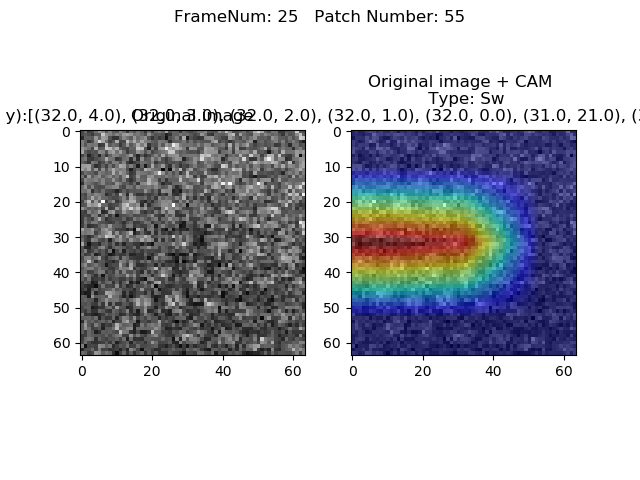 FrameNum: 25 Patch Number: 55
Original image + CAM
Type: Sw
y):[(32.0, 4.0), (32.0, 3.0), (32.0, 2.0), (32.0, 1.0), (32.0, 0.0), (31.0, 21.0), (3
Original image
0
10
20
30
40
50
60
0 20 40 60
0
10
20
30
40
50
60
0 20 40 60